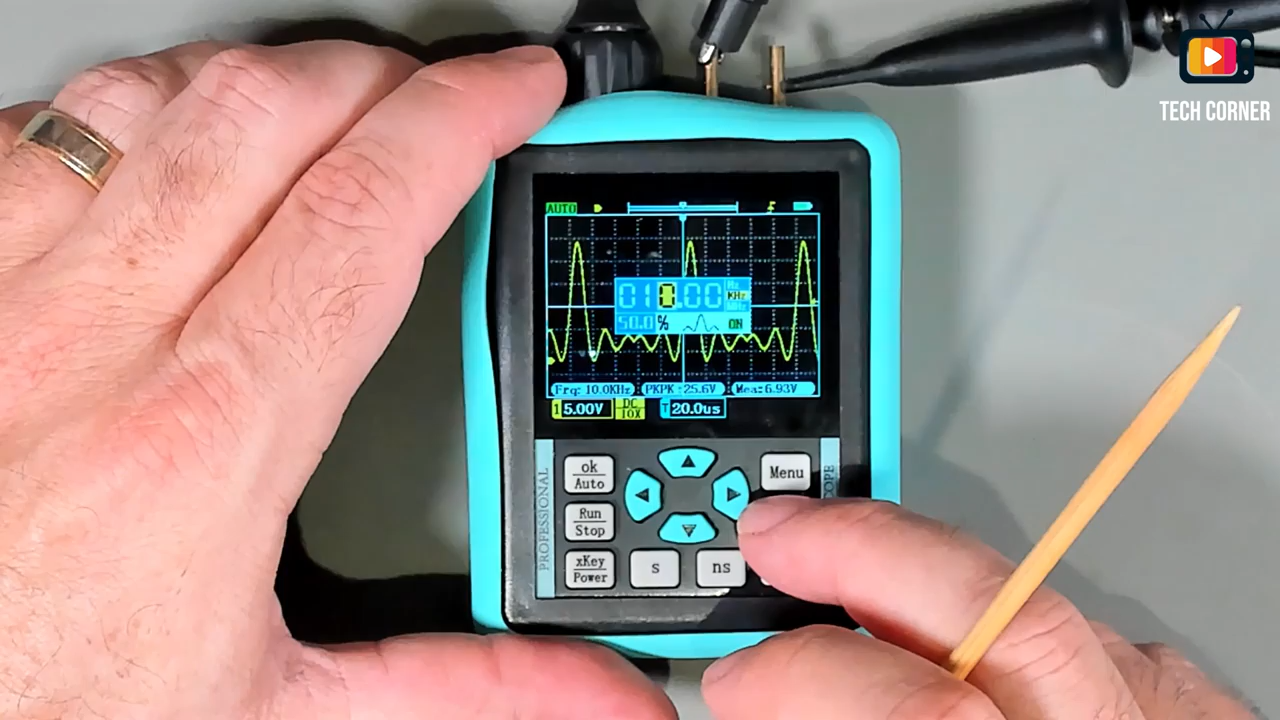 TECH CORNER
AUTO
010.00 Hz
KHz
50.0 % ON
Frq: 10.0KHz PKPK :25.6V Mea:6.93V
1 5.00V DC
10X
T 20.0us
PROFESSIONAL
ok
Auto
Menu
Run
Stop
xKey
Power
s
ns